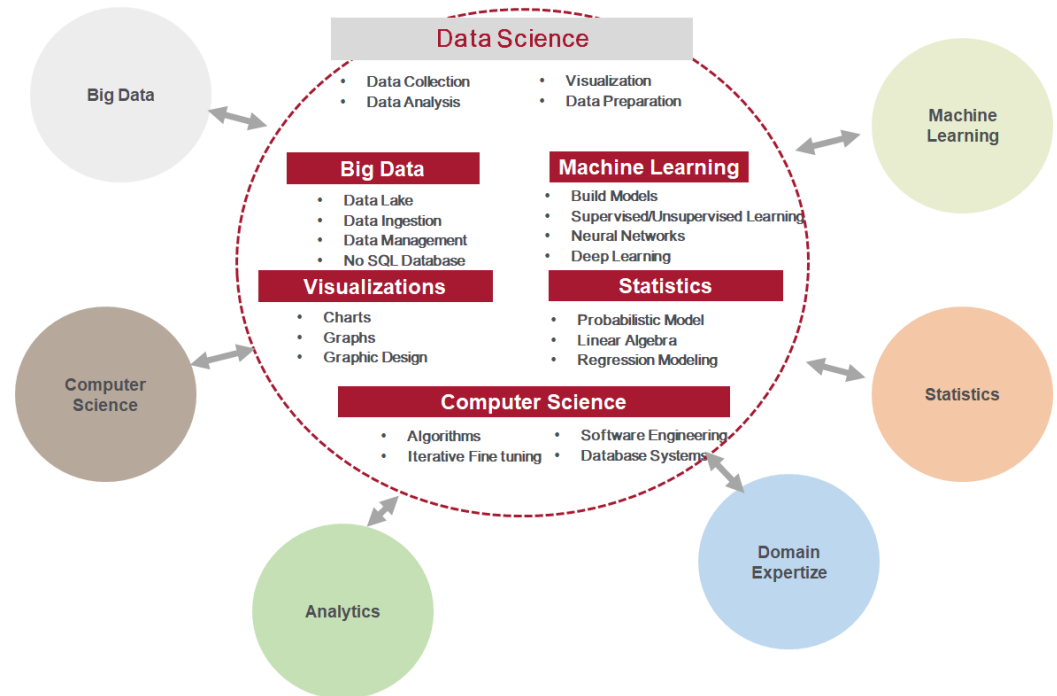 Data Science
• Data Collection
• Data Analysis
• Visualization
• Data Preparation
Big Data
Machine
Learning
Big Data
• Data Lake
• Data Ingestion
• Data Management
• No SQL Database
Machine Learning
• Build Models
• Supervised/Unsupervised Learning
• Neural Networks
• Deep Learning
Visualizations
• Charts
• Graphs
• Graphic Design
Statistics
• Probabilistic Model
• Linear Algebra
• Regression Modeling
Computer
Science
Statistics
Computer Science
• Algorithms
• Iterative Fine tuning
• Software Engineering
• Database Systems
Analytics
Domain
Expertize